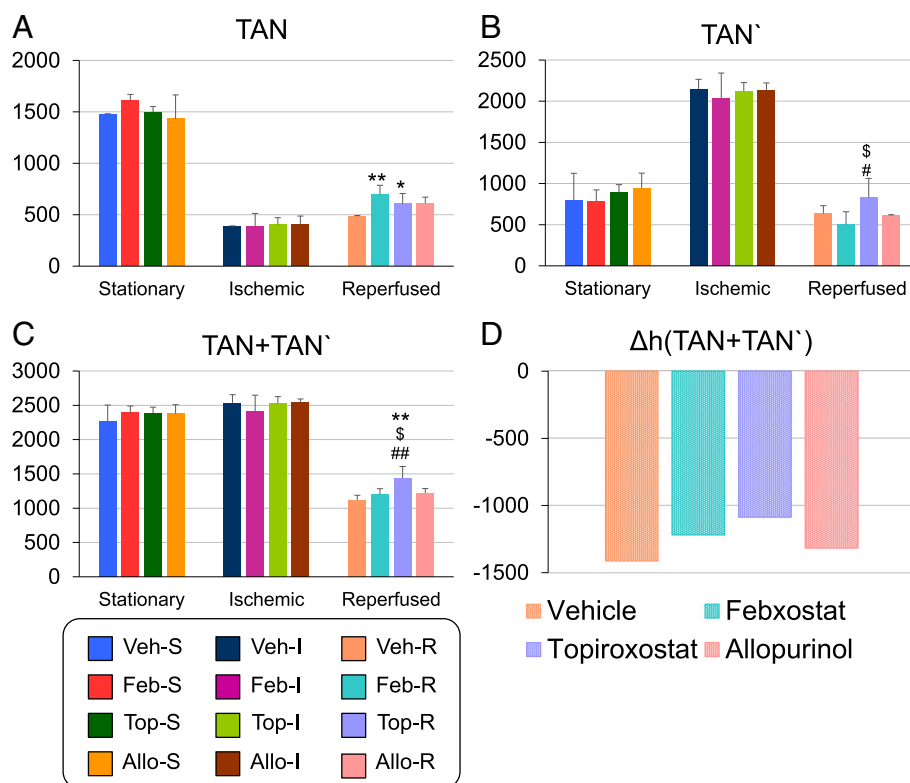 A
TAN
2000
1500
1000
500
0
**
*
Stationary Ischemic Reperfused
B
TAN`
2500
2000
1500
1000
500
0
$
#
Stationary Ischemic Reperfused
C
TAN+TAN`
3000
2500
2000
1500
1000
500
0
**
$
##
Stationary Ischemic Reperfused
D
Δh(TAN+TAN`)
0
-500
-1000
-1500
Vehicle Febxostat
Topiroxostat Allopurinol
Veh-S Veh-I Veh-R
Feb-S Feb-I Feb-R
Top-S Top-I Top-R
Allo-S Allo-I Allo-R